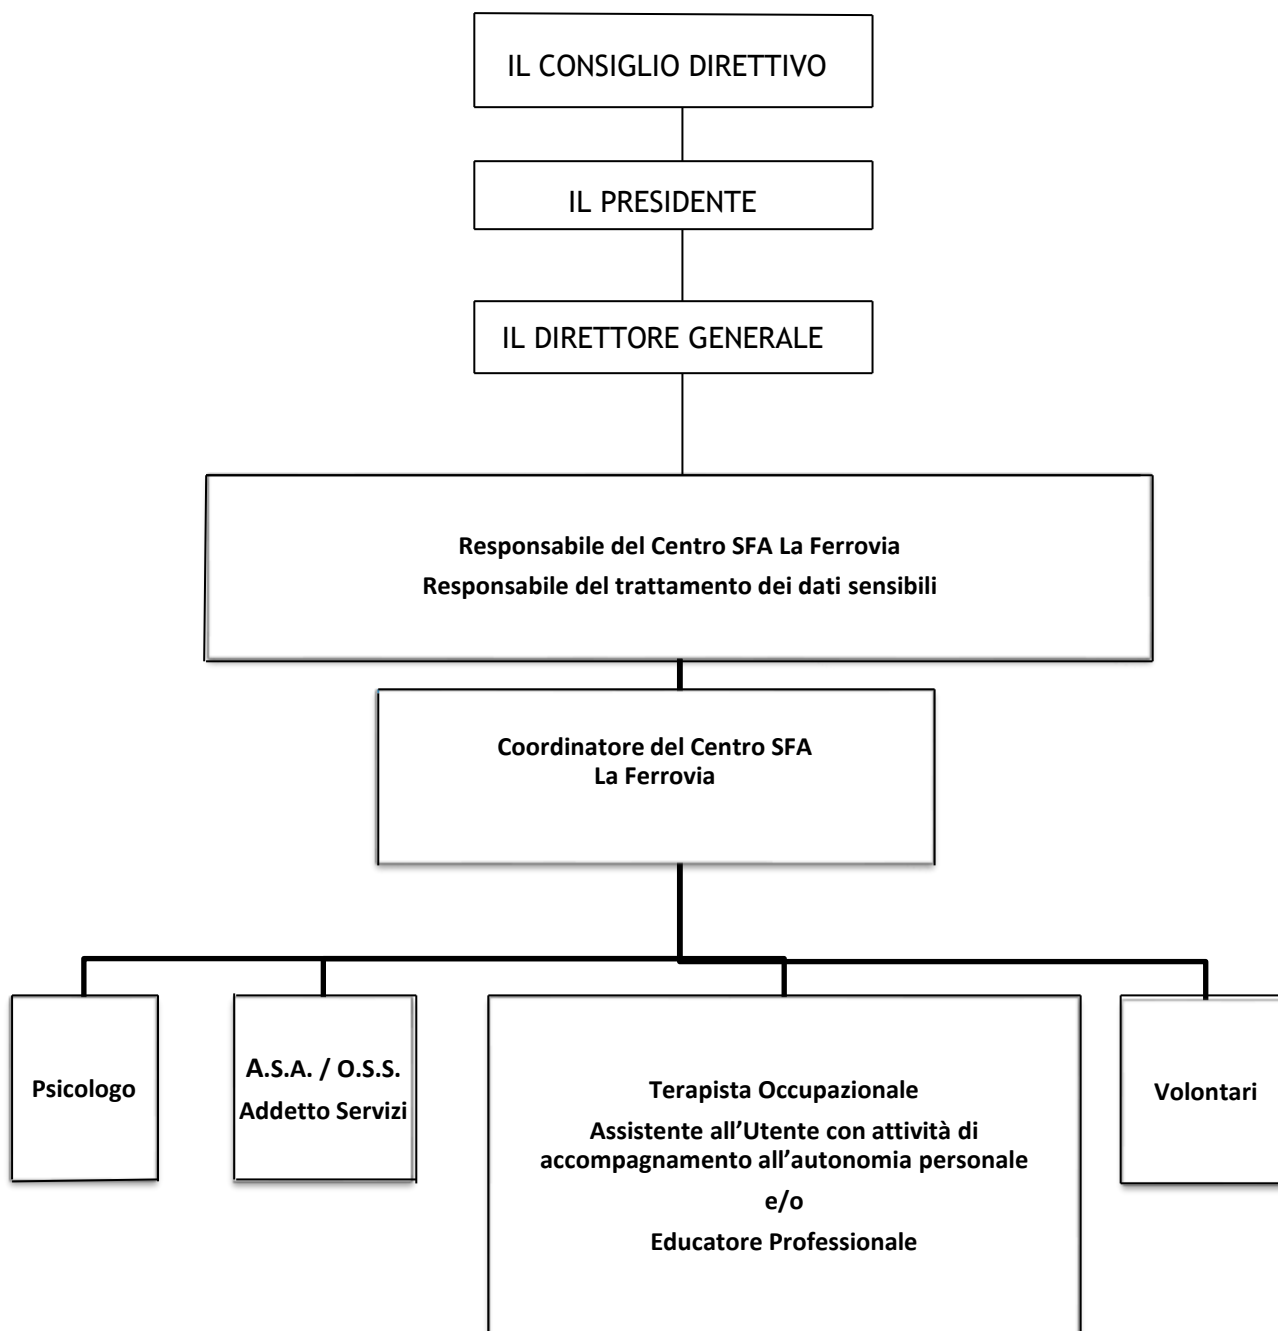 IL CONSIGLIO DIRETTIVO
IL PRESIDENTE
IL DIRETTORE GENERALE
Responsabile del Centro SFA La Ferrovia
Responsabile del trattamento dei dati sensibili
Coordinatore del Centro SFA
La Ferrovia
Psicologo
A.S.A. / O.S.S.
Addetto Servizi
Terapista Occupazionale
Assistente all’Utente con attività di
accompagnamento all’autonomia personale
e/o
Educatore Professionale
Volontari